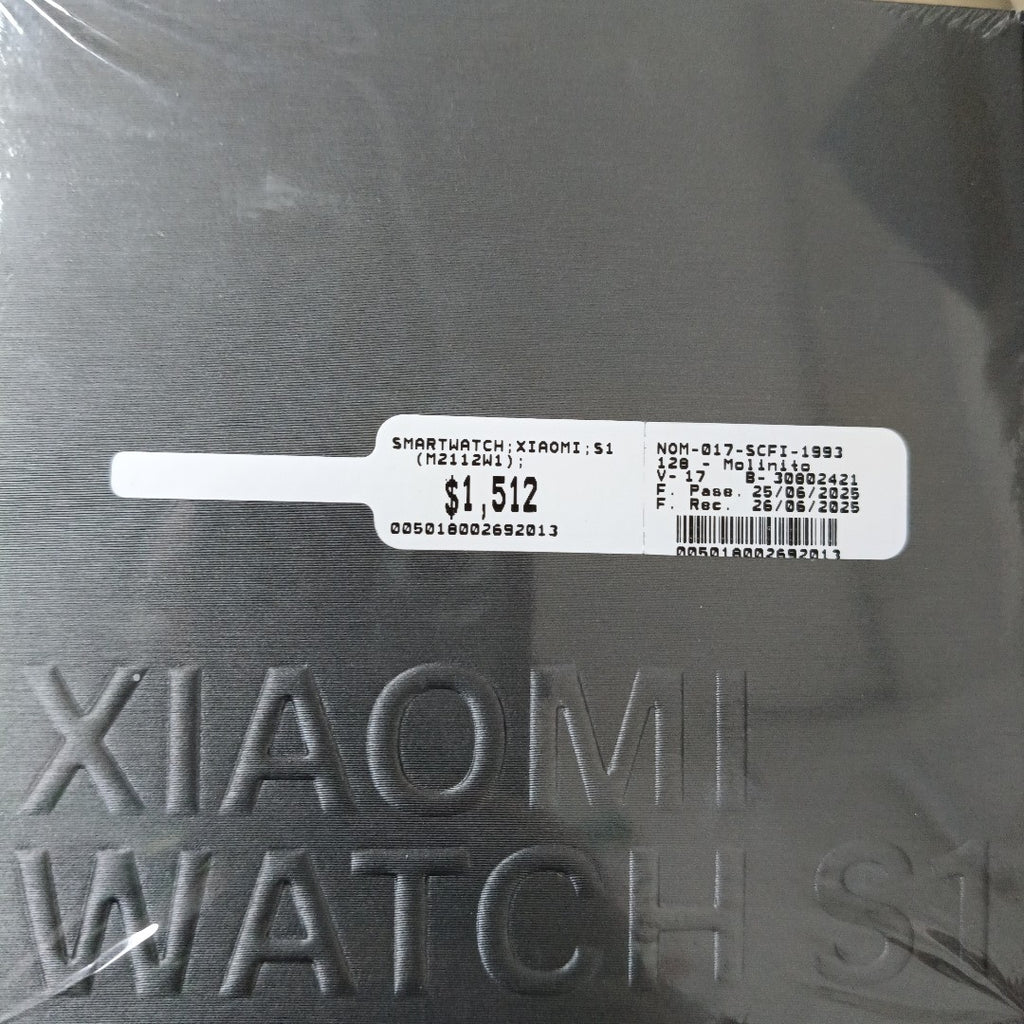 SMARTWATCH;XIAOMI;S1
(M2112W1);
$1,512
005018002692013
NOM-017-SCFI-1993
128 - Molinito
V- 17 B- 30802421
F. Pase. 25/06/2025
F. Rec. 26/06/2025
005018002692013
XIAOMI
WATCH S1